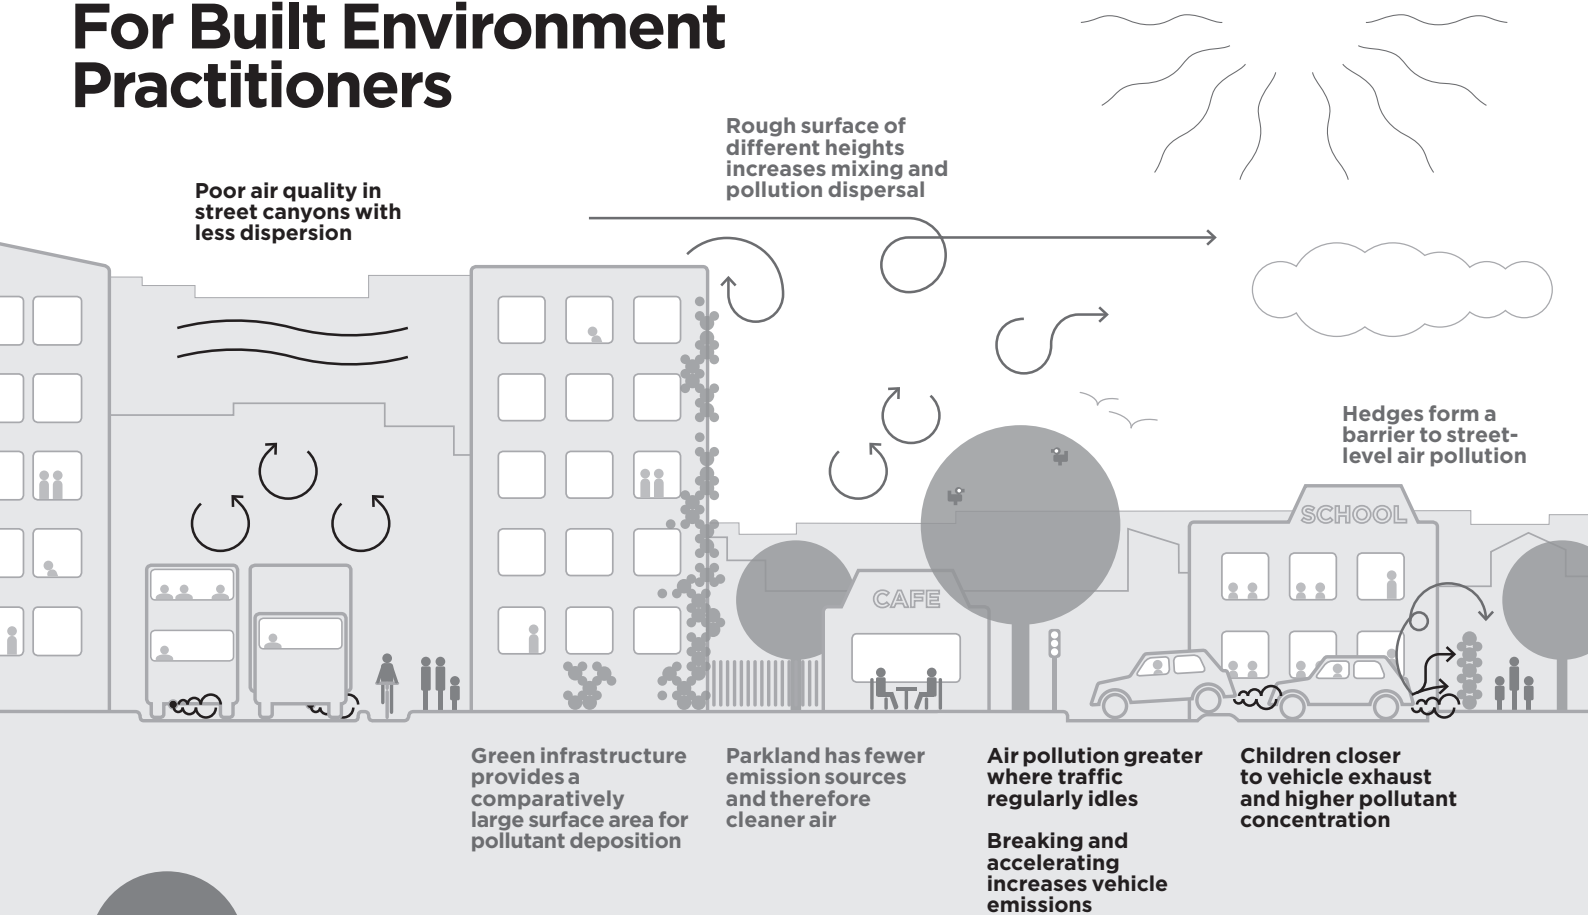 For Built Environment
Practitioners
Rough surface of
different heights
increases mixing and
pollution dispersal
Poor air quality in
street canyons with
less dispersion
Hedges form a
barrier to street-
level air pollution
SCHOOL
CAFE
Green infrastructure
provides a
comparatively
large surface area for
pollutant deposition
Parkland has fewer
emission sources
and therefore
cleaner air
Air pollution greater
where traffic
regularly idles
Breaking and
accelerating
increases vehicle
emissions
Children closer
to vehicle exhaust
and higher pollutant
concentration